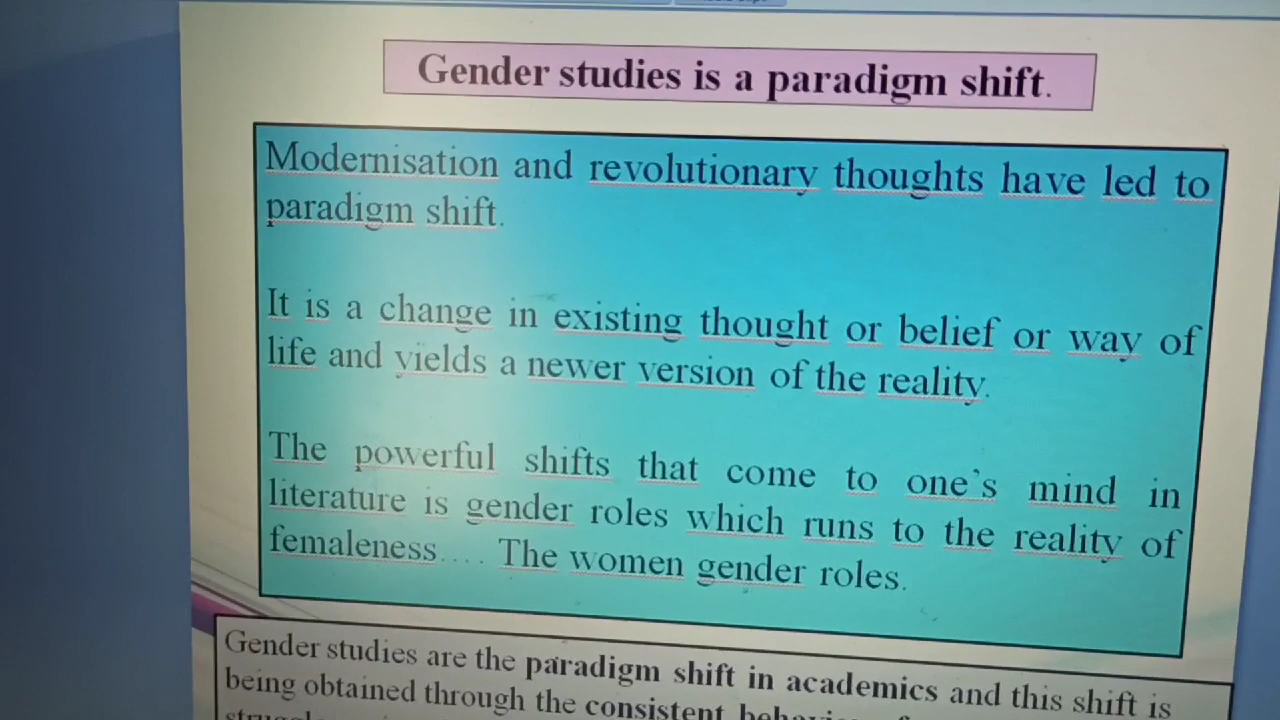 Gender studies is a paradigm shift.
Modernisation and revolutionary thoughts have led to
paradigm shift.
It is a change in existing thought or belief or way of
life and yields a newer version of the reality.
The powerful shifts that come to one's mind in
literature is gender roles which runs to the reality of
femaleness.... The women gender roles.
Gender studies are the paradigm shift in academics and this shift is
being obtained through the consistent